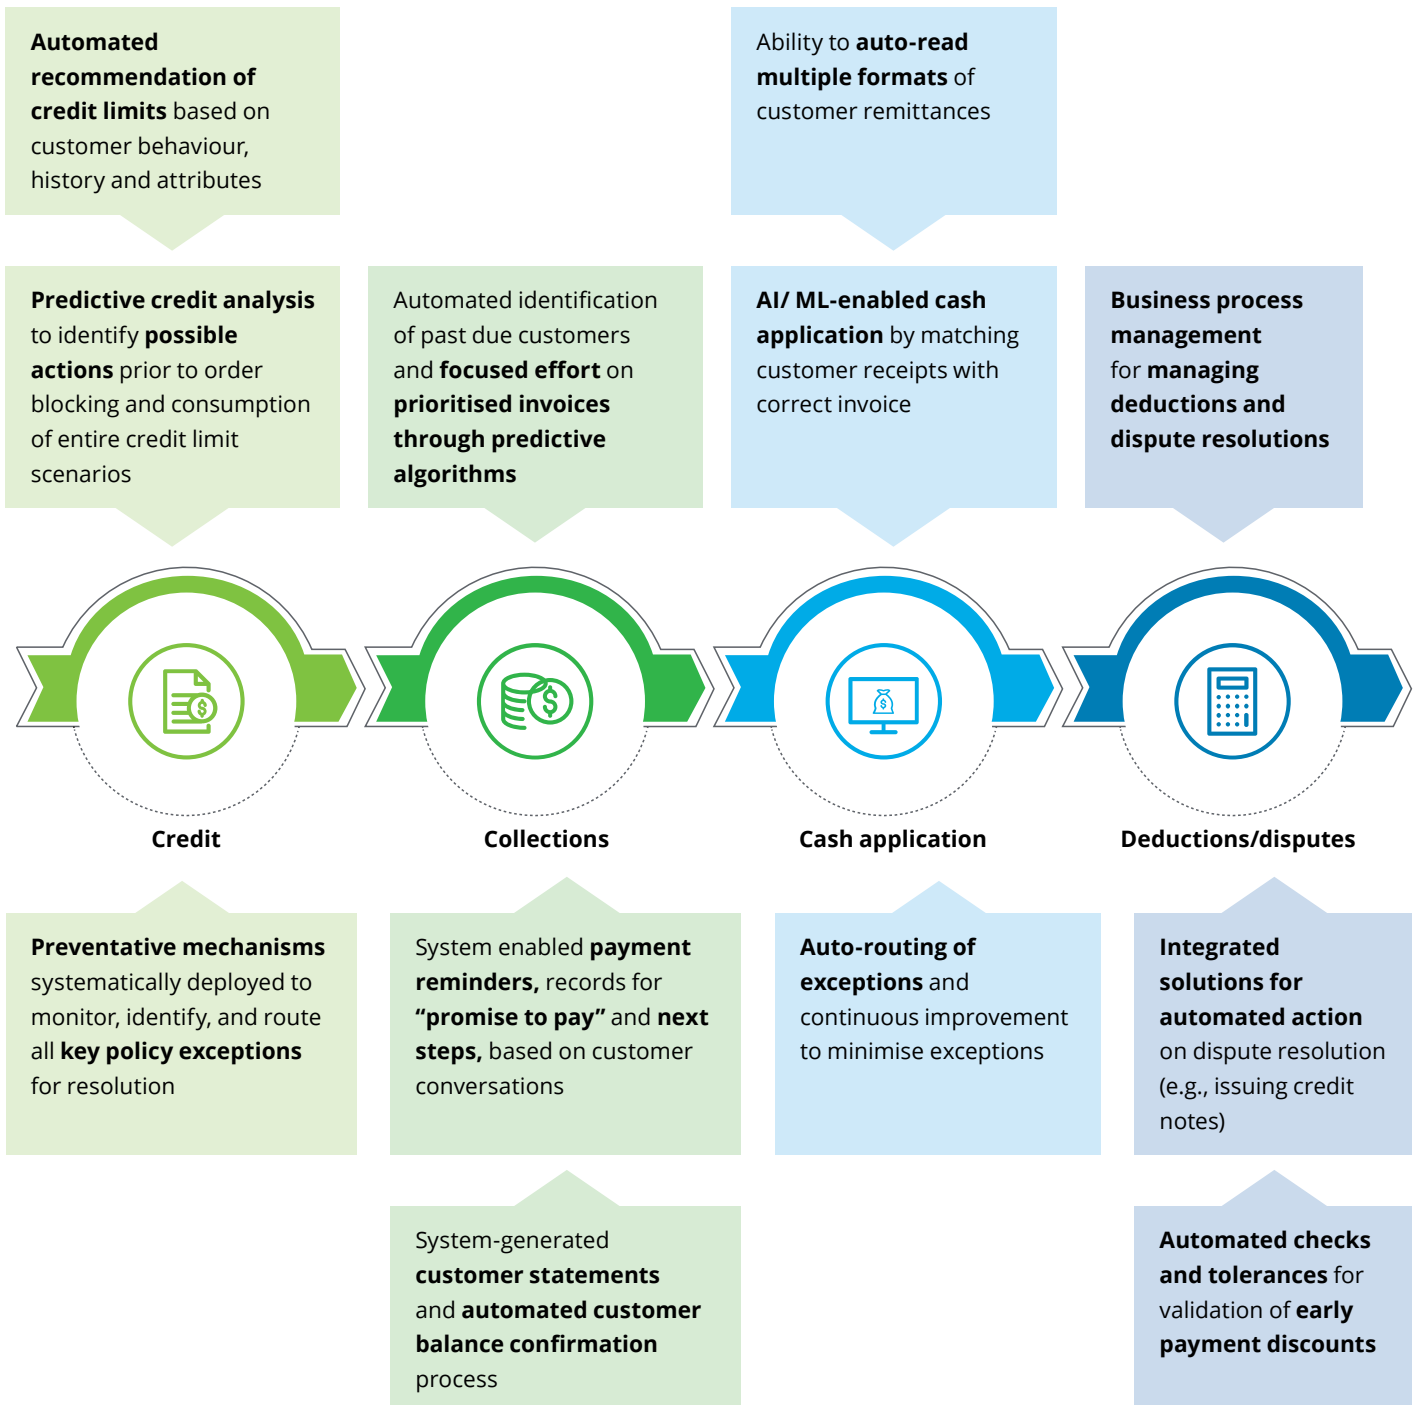 Automated
recommendation of
credit limits based on
customer behaviour,
history and attributes
Ability to auto-read
multiple formats of
customer remittances
Predictive credit analysis
to identify possible
actions prior to order
blocking and consumption
of entire credit limit
scenarios
Automated identification
of past due customers
and focused effort on
prioritised invoices
through predictive
algorithms
AI/ ML-enabled cash
application by matching
customer receipts with
correct invoice
Business process
management
for managing
deductions and
dispute resolutions
$
$
$
Credit
Collections
Cash application
Deductions/disputes
Preventative mechanisms
systematically deployed to
monitor, identify, and route
all key policy exceptions
for resolution
System enabled payment
reminders, records for
“promise to pay” and next
steps, based on customer
conversations
Auto-routing of
exceptions and
continuous improvement
to minimise exceptions
Integrated
solutions for
automated action
on dispute resolution
(e.g., issuing credit
notes)
System-generated
customer statements
and automated customer
balance confirmation
process
Automated checks
and tolerances for
validation of early
payment discounts